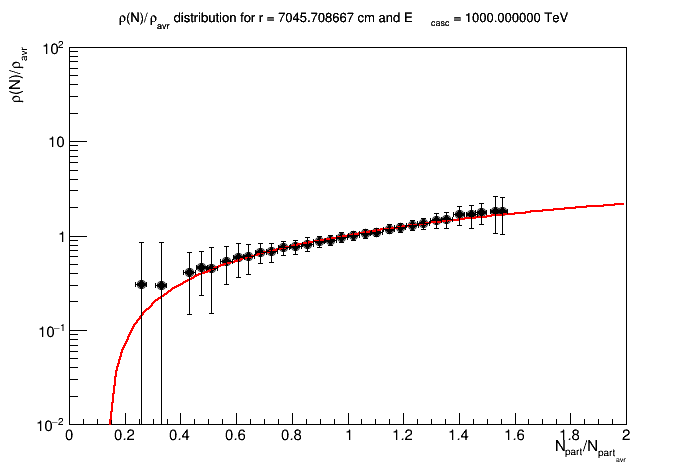 ρ(N)/ρavr distribution for r = 7045.708667 cm and E casc = 1000.000000 TeV
ρ(N)/ρavr
10²
10
1
10⁻¹
10⁻²
0 0.2 0.4 0.6 0.8 1 1.2 1.4 1.6 1.8 2
Npart/Npartavr